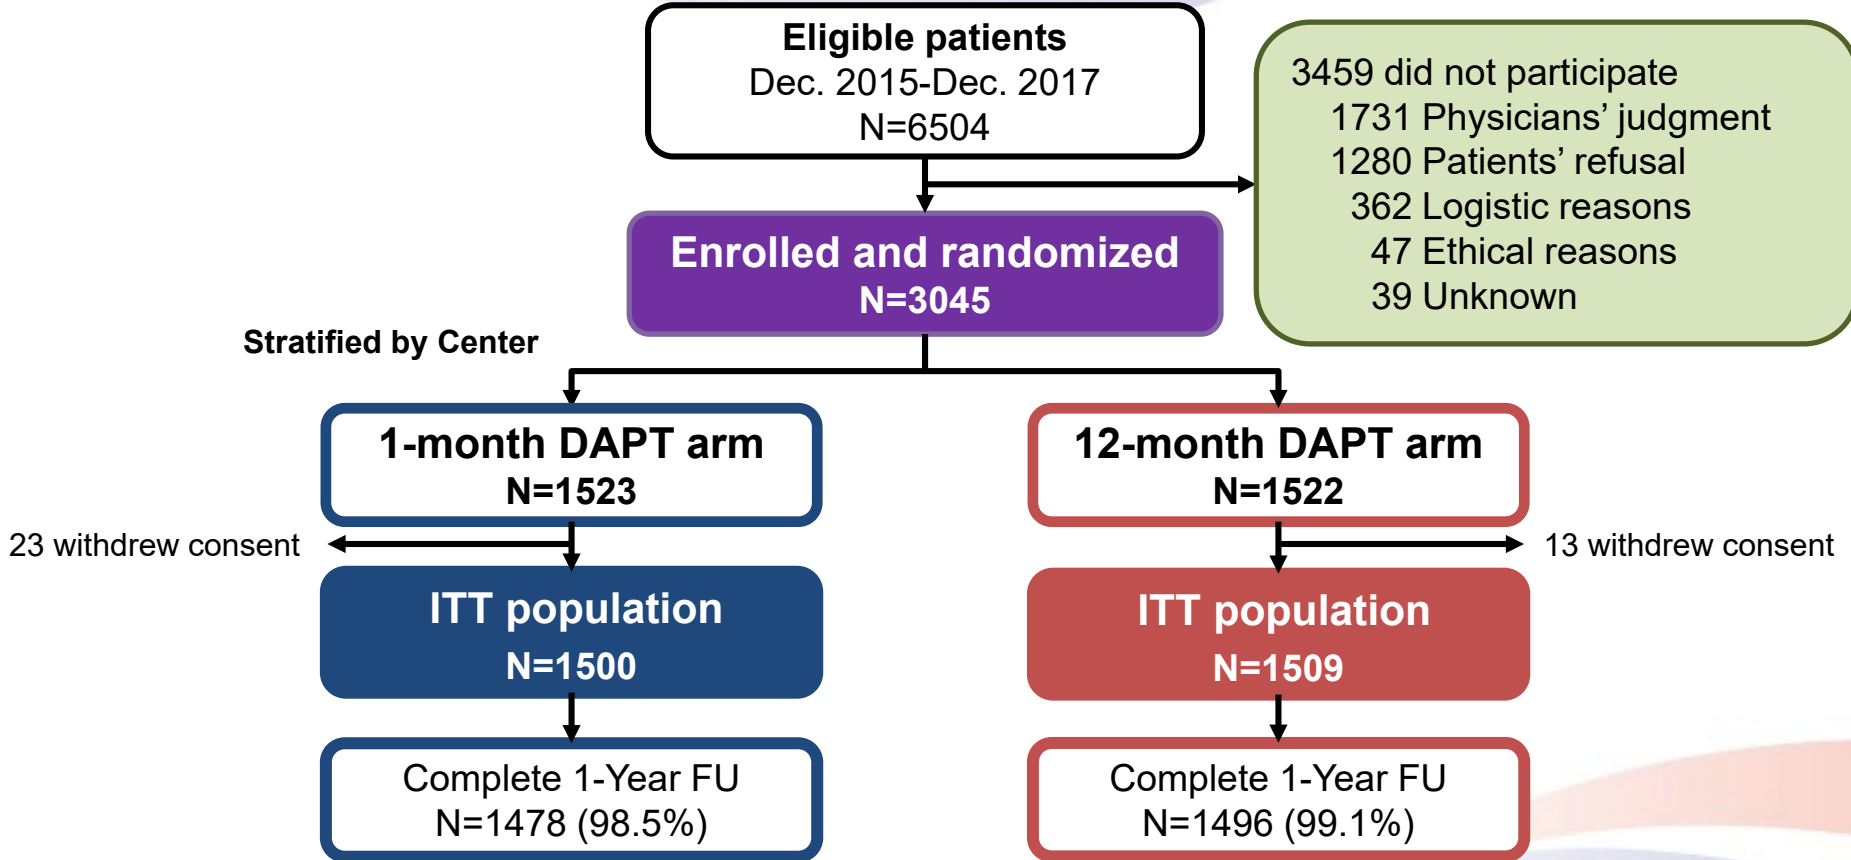 Eligible patients
Dec. 2015-Dec. 2017
N=6504
3459 did not participate
1731 Physicians’ judgment
1280 Patients’ refusal
362 Logistic reasons
47 Ethical reasons
39 Unknown
Enrolled and randomized
N=3045
Stratified by Center
1-month DAPT arm
N=1523
12-month DAPT arm
N=1522
23 withdrew consent
13 withdrew consent
ITT population
N=1500
ITT population
N=1509
Complete 1-Year FU
N=1478 (98.5%)
Complete 1-Year FU
N=1496 (99.1%)